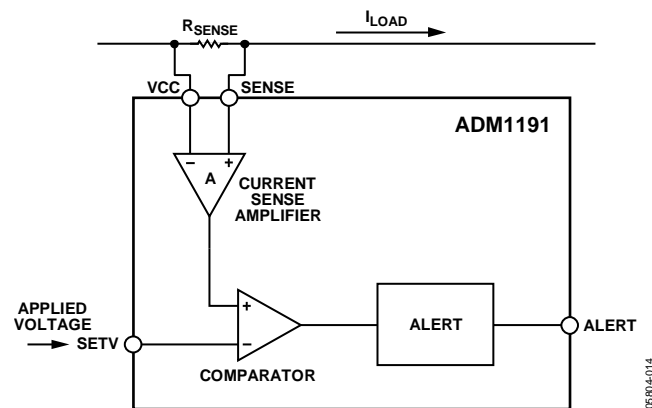 RSENSE
ILOAD
VCC
SENSE
ADM1191
− +
A
CURRENT
SENSE
AMPLIFIER
APPLIED
VOLTAGE
SETV
+
−
COMPARATOR
ALERT
ALERT
05804-014